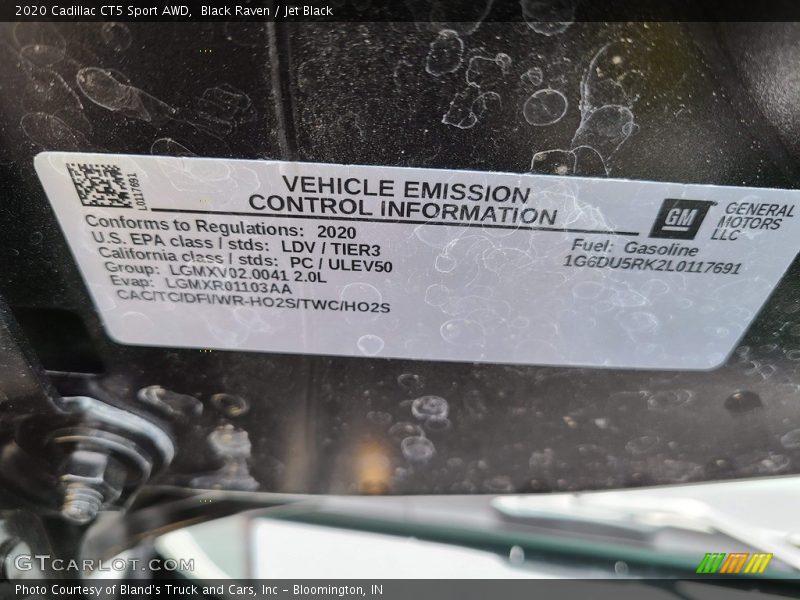 2020 Cadillac CT5 Sport AWD, Black Raven / Jet Black
L0117691
VEHICLE EMISSION
CONTROL INFORMATION
GM
GENERAL
MOTORS
LLC
Conforms to Regulations: 2020
U.S. EPA class / stds: LDV / TIER3
California class / stds: PC / ULEV50
Group: LGMXV02.0041 2.0L
Evap: LGMXR01103AA
CAC/TC/DFI/WR-HO2S/TWC/HO2S
Fuel: Gasoline
1G6DU5RK2L0117691
GTcarlot.com
Photo Courtesy of Bland's Truck and Cars, Inc – Bloomington, IN